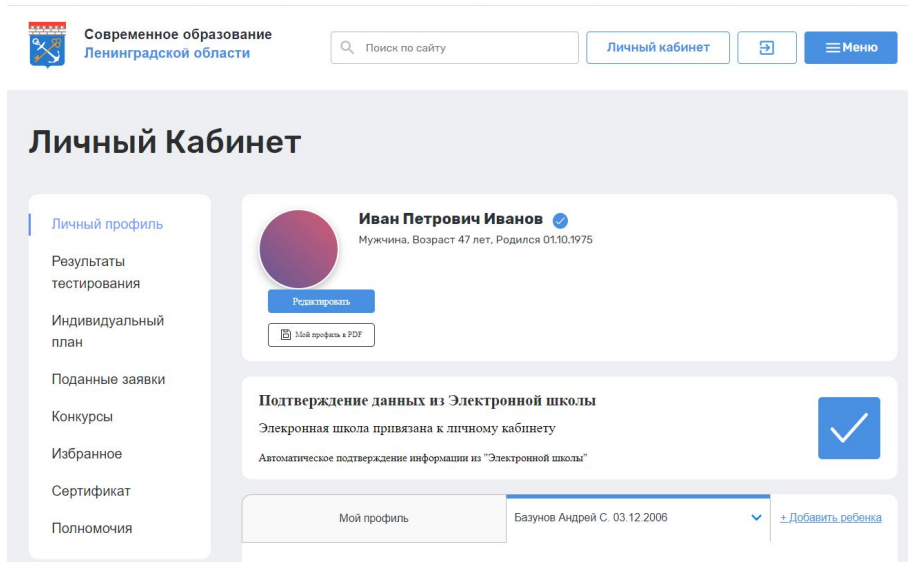 Современное образование
Ленинградской области
Поиск по сайту
Личный кабинет
Меню
Личный Кабинет
Личный профиль
Результаты
тестирования
Индивидуальный
план
Поданные заявки
Конкурсы
Избранное
Сертификат
Полномочия
Иван Петрович Иванов
Мужчина, Возраст 47 лет, Родился 01.10.1975
Редактировать
Мой профиль в PDF
Подтверждение данных из Электронной школы
Элекронная школа привязана к личному кабинету
Автоматическое подтверждение информации из "Электронной школы"
Мой профиль
Базунов Андрей С. 03.12.2006
+ Добавить ребенка